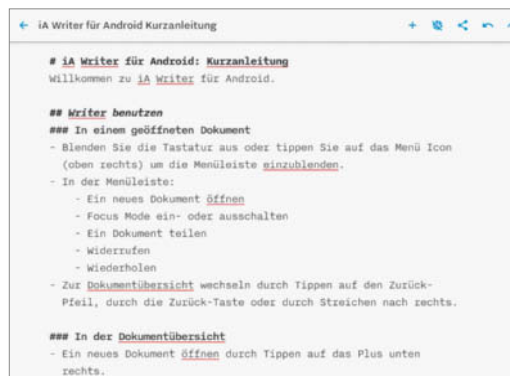 iA Writer für Android Kurzanleitung
# iA Writer für Android: Kurzanleitung
Willkommen zu iA Writer für Android.
## Writer benutzen
### In einem geöffneten Dokument
- Blenden Sie die Tastatur aus oder tippen Sie auf das Menü Icon
(oben rechts) um die Menüleiste einzublenden.
- In der Menüleiste:
- Ein neues Dokument öffnen
- Focus Mode ein- oder ausschalten
- Ein Dokument teilen
- Widerrufen
- Wiederholen
- Zur Dokumentübersicht wechseln durch Tippen auf den Zurück-
Pfeil, durch die Zurück-Taste oder durch Streichen nach rechts.
### In der Dokumentübersicht
- Ein neues Dokument öffnen durch Tippen auf das Plus unten
rechts.